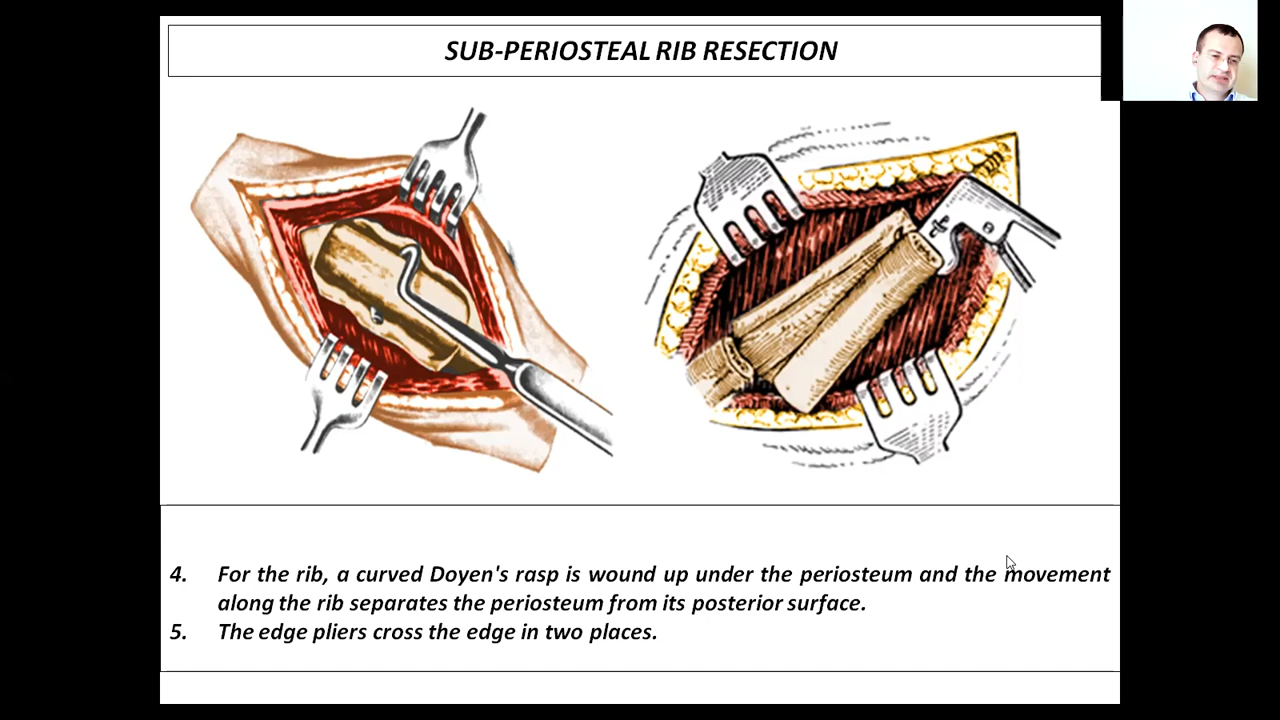 SUB-PERIOSTEAL RIB RESECTION
4. For the rib, a curved Doyen's rasp is wound up under the periosteum and the movement
along the rib separates the periosteum from its posterior surface.
5. The edge pliers cross the edge in two places.